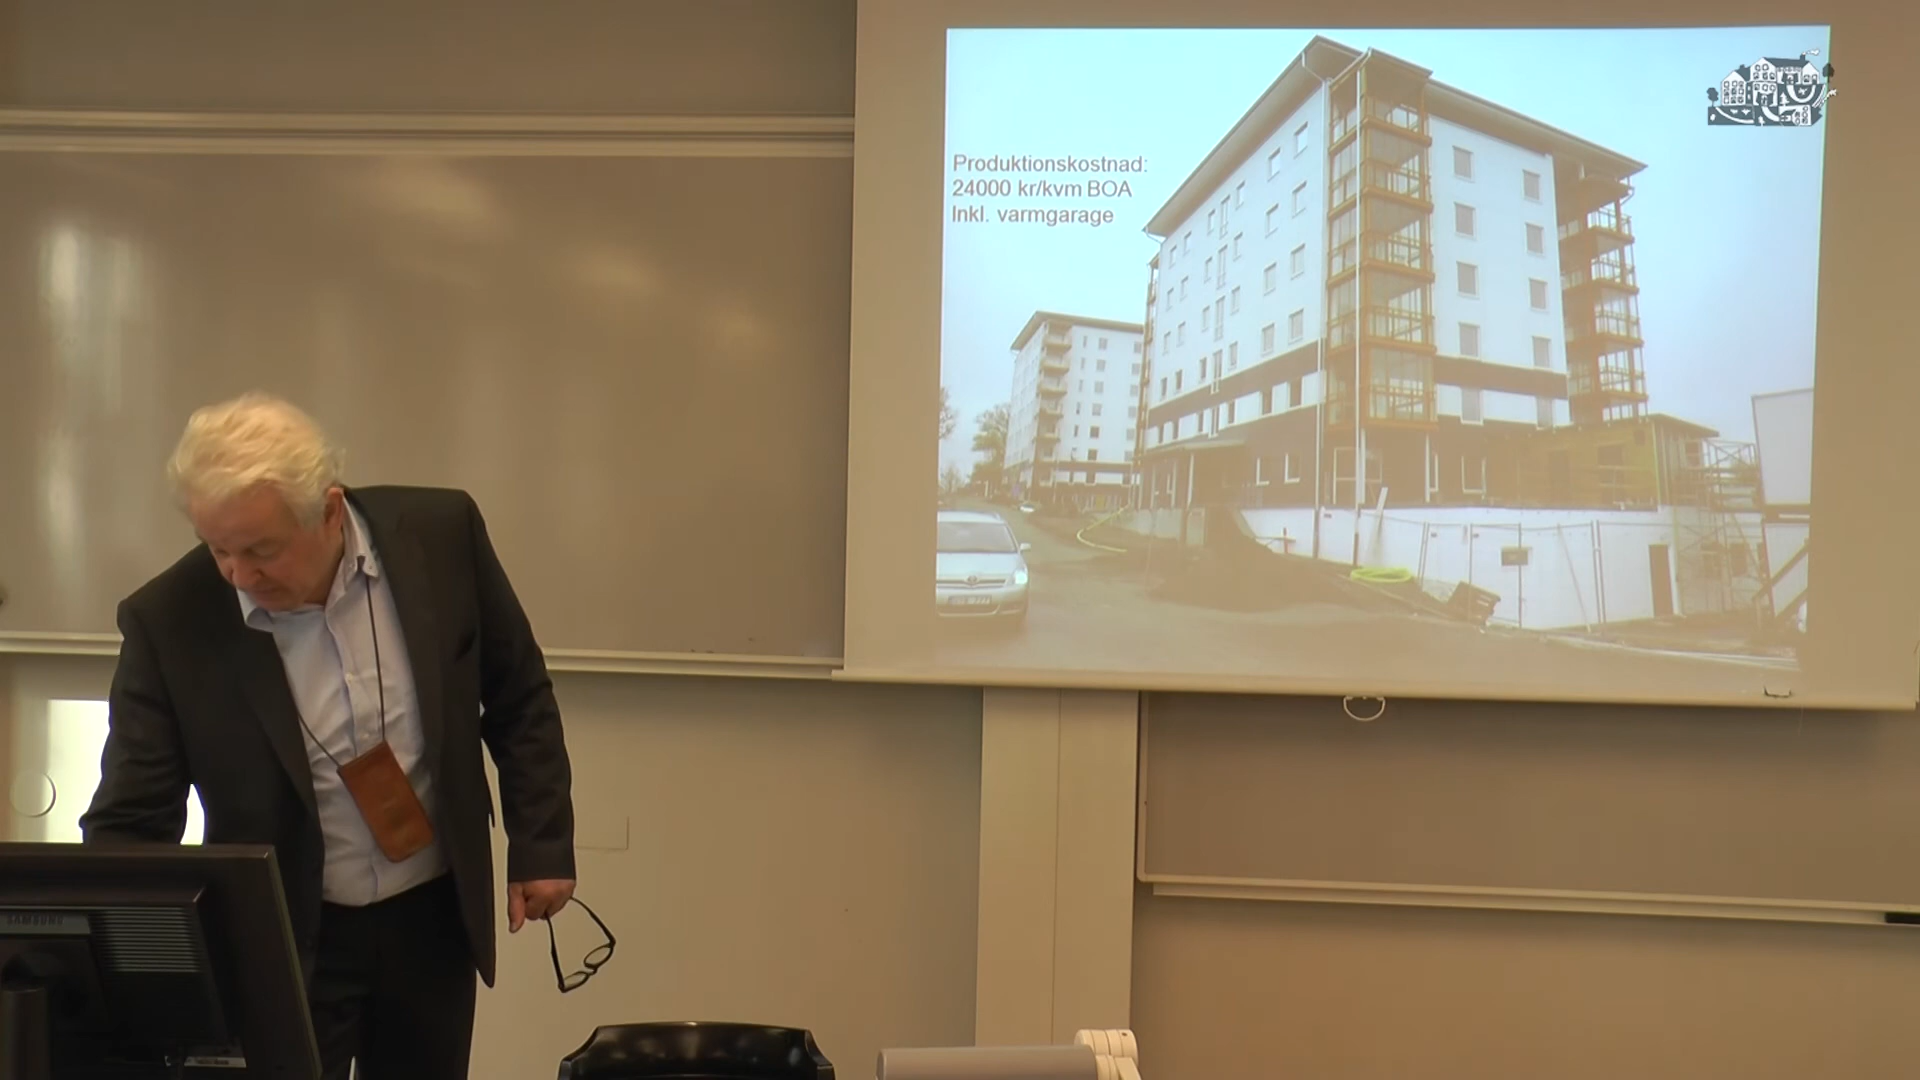 Produktionskostnad:
24000 kr/kvm BOA
Inkl. varmgarage
SAMSUNG